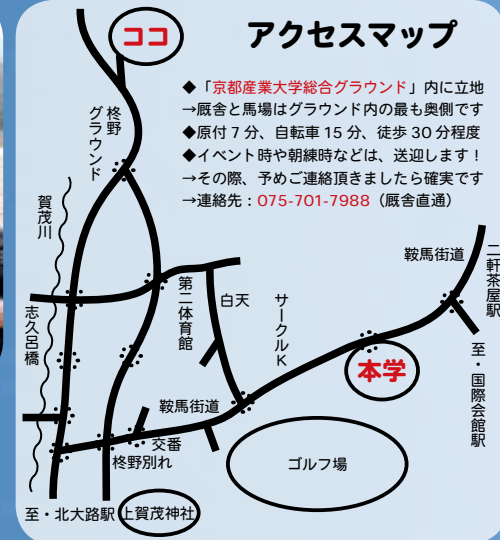 ココ
アクセスマップ
◆「京都産業大学総合グラウンド」内に立地
→厩舎と馬場はグラウンド内の最も奥側です
◆原付 7 分、自転車 15 分、徒歩 30 分程度
◆イベント時や朝練時などは、送迎します！
→その際、予めご連絡頂きましたら確実です
→連絡先：075-701-7988（厩舎直通）
柊野
グラウンド
賀茂川
鞍馬街道
二軒茶屋駅
第二体育館
白天
サークルK
志久呂橋
本学
至・国際会館駅
鞍馬街道
交番
柊野別れ
ゴルフ場
至・北大路駅
上賀茂神社